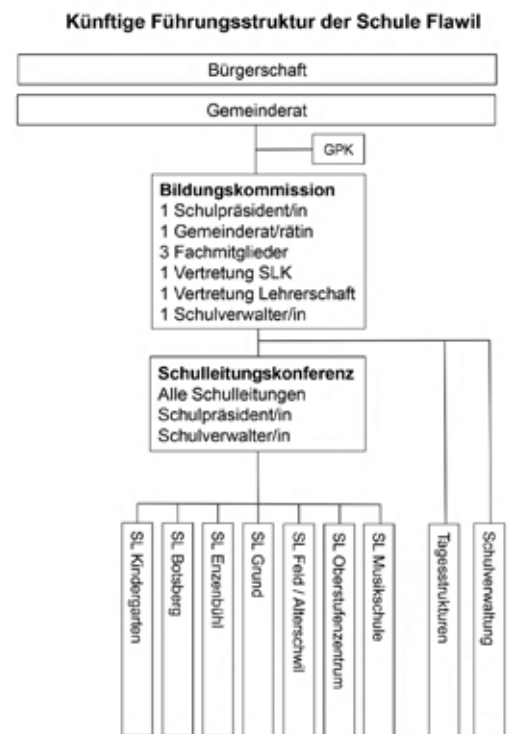 Künftige Führungsstruktur der Schule Flawil
Bürgerschaft
Gemeinderat
GPK
Bildungskommission
1 Schulpräsident/in
1 Gemeinderat/rätin
3 Fachmitglieder
1 Vertretung SLK
1 Vertretung Lehrerschaft
1 Schulverwalter/in
Schulleitungskonferenz
Alle Schulleitungen
Schulpräsident/in
Schulverwalter/in
SL Kindergarten
SL Botsberg
SL Enzenbühl
SL Grund
SL Feld / Alterschwil
SL Oberstufenzentrum
SL Musikschule
Tagesstrukturen
Schulverwaltung